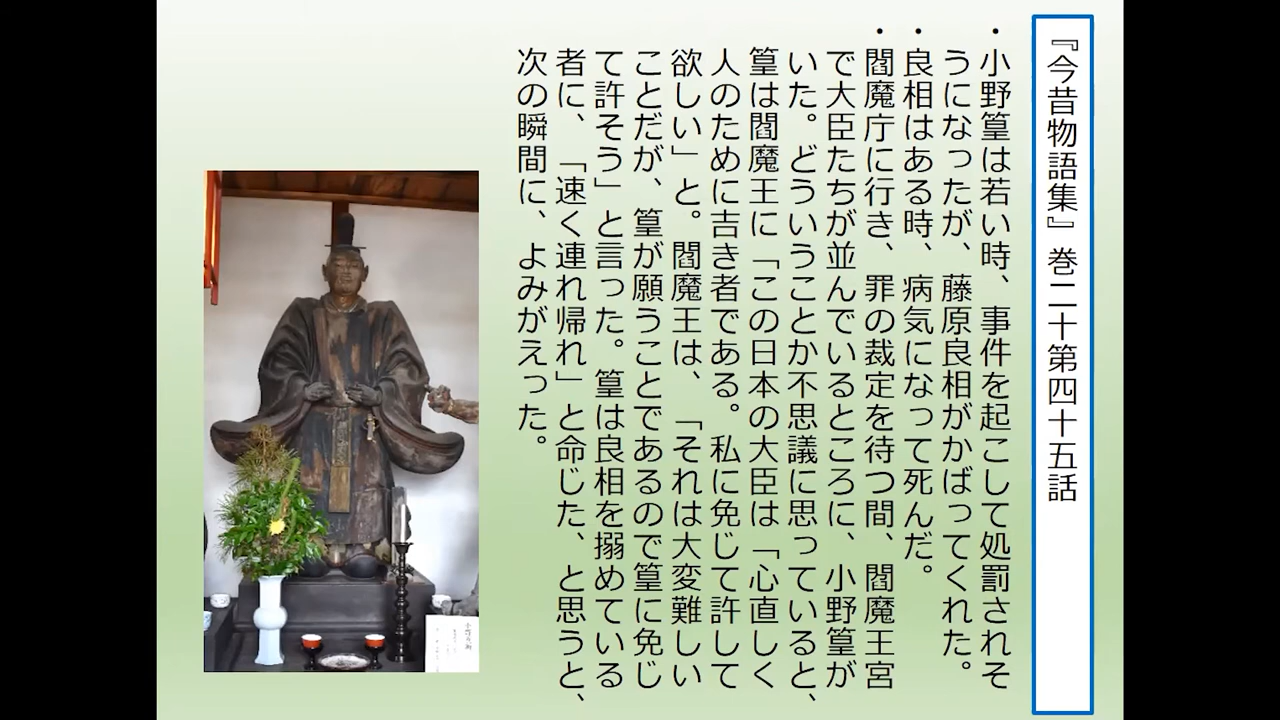 『今昔物語集』巻二十第四十五話
・小野篁は若い時、事件を起こして処罰されそ
うになったが、藤原良相がかばってくれた。
・良相はある時、病気になって死んだ。
・閻魔庁に行き、罪の裁定を待つ間、閻魔王宮
で大臣たちが並んでいるところに、小野篁が
いた。どういうことか不思議に思っていると、
篁は閻魔王に「この日本の大臣は「心直しく
人のために吉き者である。私に免じて許して
欲しい」と。閻魔王は、「それは大変難しい
ことだが、篁が願うことであるので篁に免じ
て許そう」と言った。篁は良相を搦めている
者に、「速く連れ帰れ」と命じた、と思うと、
次の瞬間に、よみがえった。